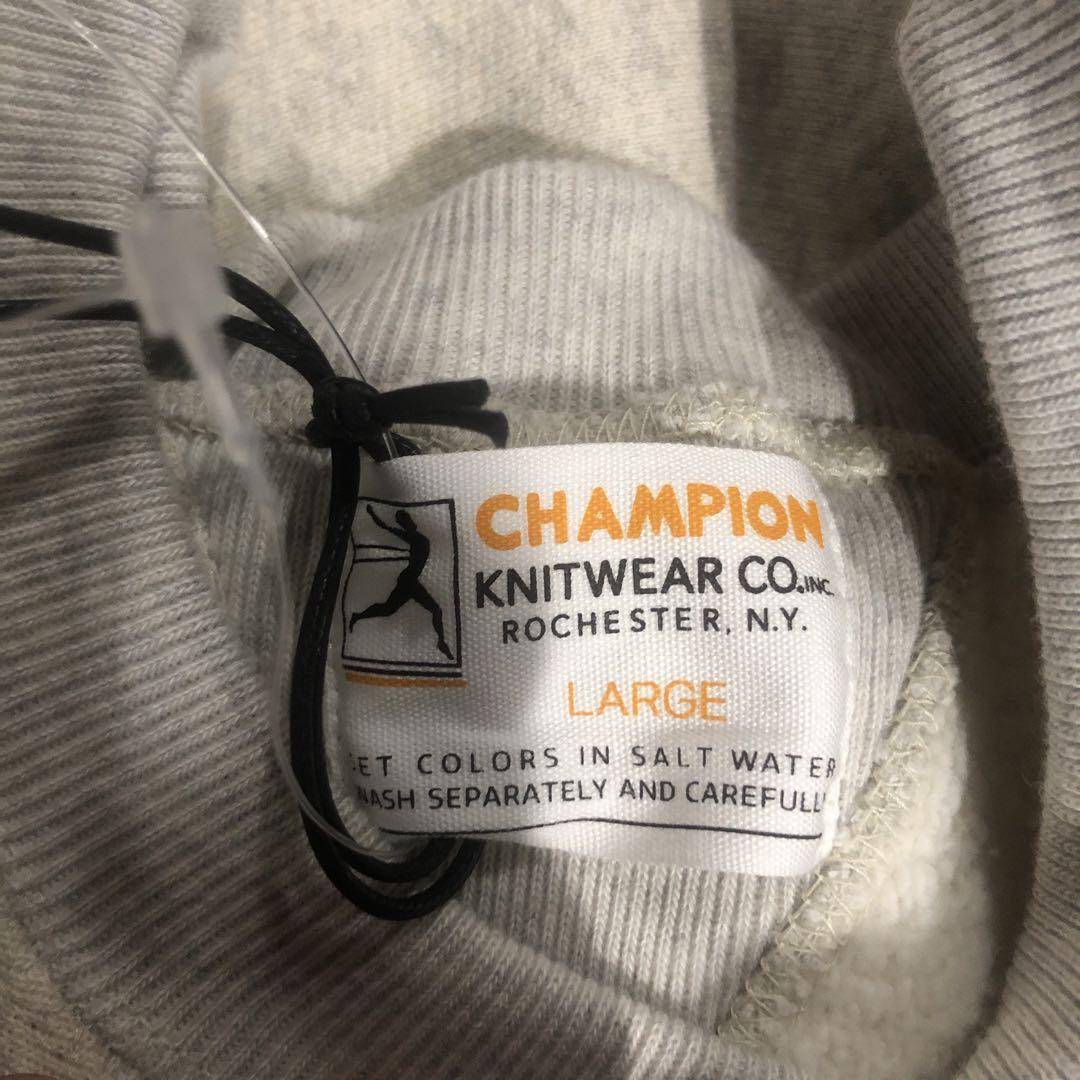 CHAMPION
KNITWEAR CO.INC.
ROCHESTER, N.Y.
LARGE
SET COLORS IN SALT WATER
WASH SEPARATELY AND CAREFULLY